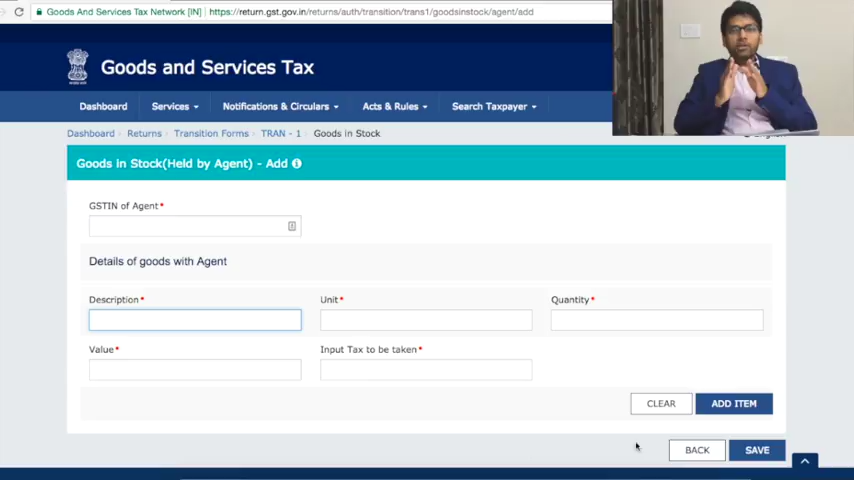 Goods And Services Tax Network [IN] https://return.gst.gov.in/returns/auth/transition/trans1/goodsinstock/agent/add
Goods and Services Tax
Dashboard Services Notifications & Circulars Acts & Rules Search Taxpayer
Dashboard Returns Transition Forms TRAN - 1 Goods in Stock
Goods in Stock(Held by Agent) - Add
GSTIN of Agent*
Details of goods with Agent
Description* Unit* Quantity*
Value* Input Tax to be taken*
CLEAR ADD ITEM
BACK SAVE